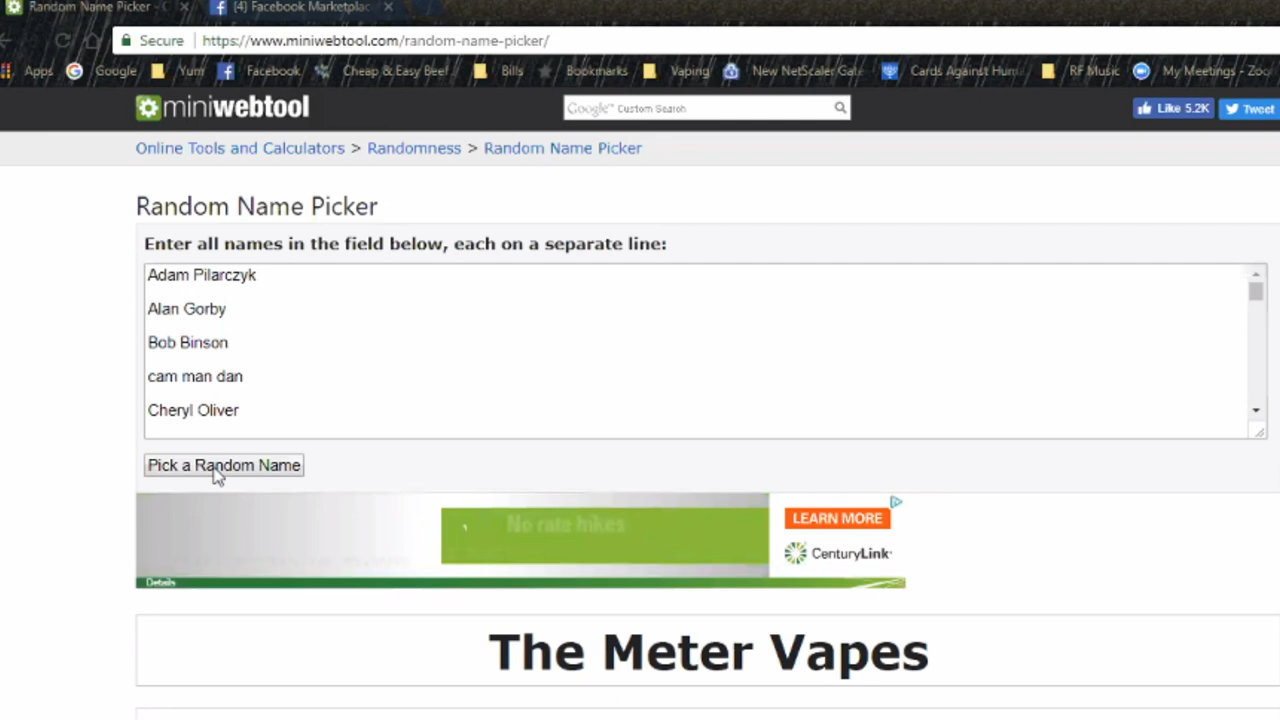 Random Name Picker - C
(4) Facebook Marketplac
Secure
https://www.miniwebtool.com/random-name-picker/
Apps
Google
Yum
Facebook
Cheap & Easy Beef
Bills
Bookmarks
Vaping
New NetScaler Gate
Cards Against Huma
RF Music
My Meetings - Zoo
miniwebtool
Google™ Custom Search
Like 5.2K
Tweet
Online Tools and Calculators > Randomness > Random Name Picker
Random Name Picker
Enter all names in the field below, each on a separate line:
Adam Pilarczyk
Alan Gorby
Bob Binson
cam man dan
Cheryl Oliver
Pick a Random Name
No rate hikes
LEARN MORE
CenturyLink
Details
The Meter Vapes